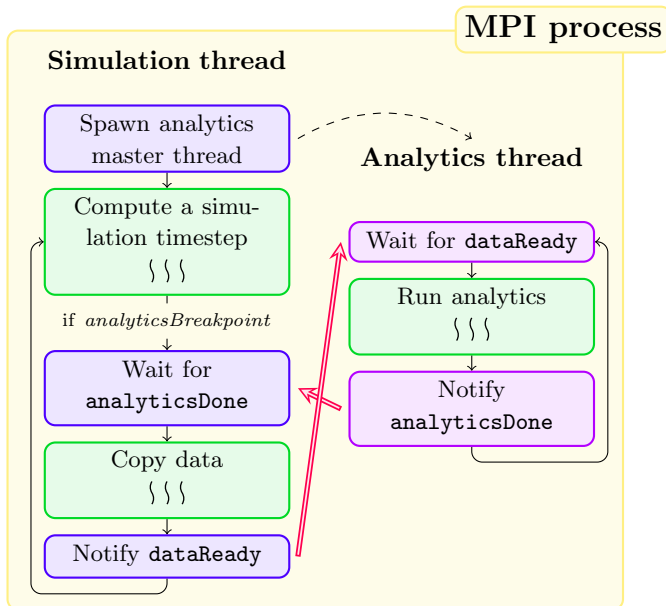 MPI process
Simulation thread
Spawn analytics
master thread
Analytics thread
Compute a simu-
lation timestep
if analyticsBreakpoint
Wait for
analyticsDone
Copy data
Notify dataReady
Wait for dataReady
Run analytics
Notify
analyticsDone